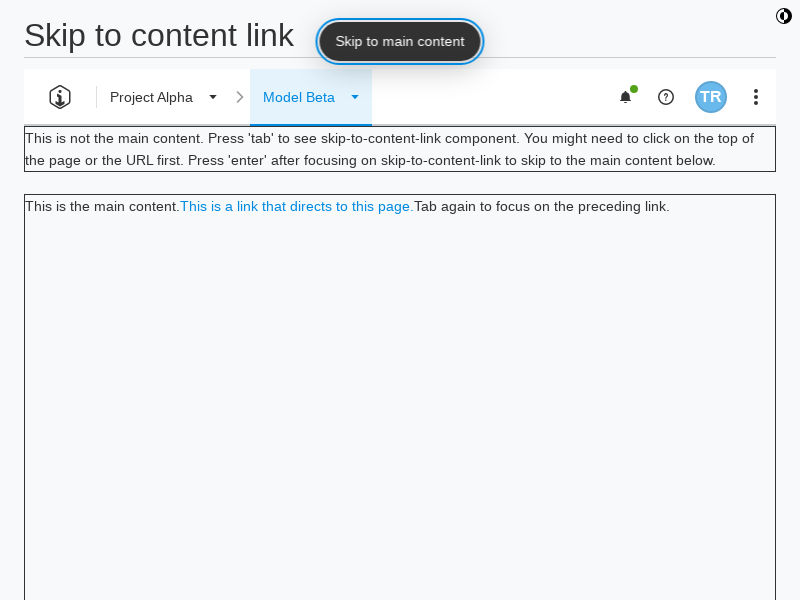 Skip to content link
Skip to main content
Project Alpha
Model Beta
TR
This is not the main content. Press 'tab' to see skip-to-content-link component. You might need to click on the top of
the page or the URL first. Press 'enter' after focusing on skip-to-content-link to skip to the main content below.
This is the main content.This is a link that directs to this page.Tab again to focus on the preceding link.